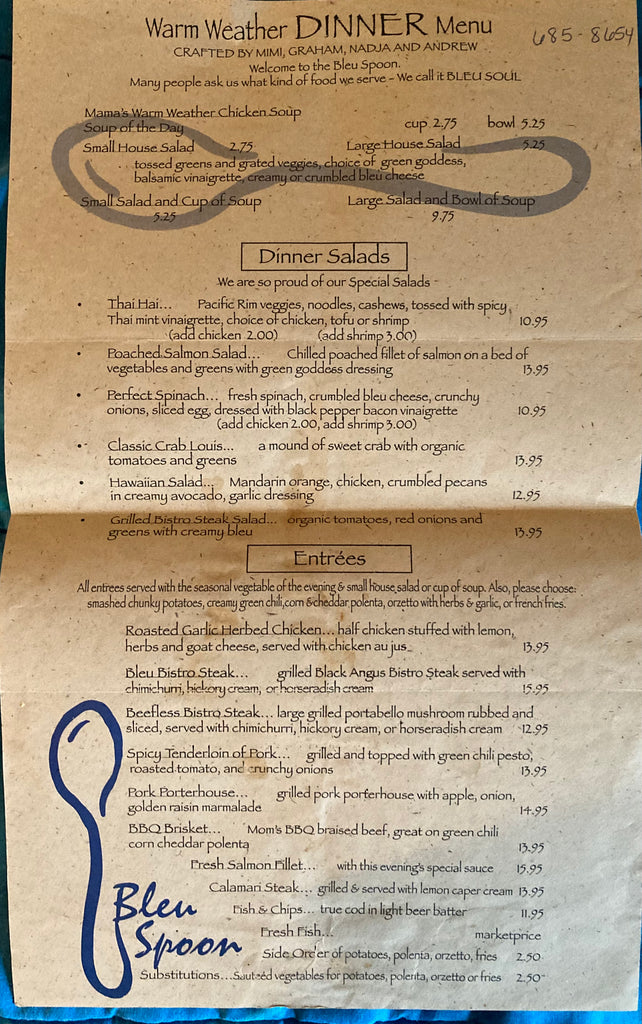 Warm Weather DINNER Menu
685-8654
CRAFTED BY MIMI, GRAHAM, NADJA AND ANDREW
Welcome to the Bleu Spoon.
Many people ask us what kind of food we serve - We call it BLEU SOUL
Mama's Warm Weather Chicken Soup
Soup of the Day cup 2.75 bowl 5.25
Small House Salad 2.75 Large House Salad 5.25
... tossed greens and grated veggies, choice of green goddess,
balsamic vinaigrette, creamy or crumbled bleu cheese
Small Salad and Cup of Soup Large Salad and Bowl of Soup
5.25 9.75
Dinner Salads
We are so proud of our Special Salads -
• Thai Hai... Pacific Rim veggies, noodles, cashews, tossed with spicy,
Thai mint vinaigrette, choice of chicken, tofu or shrimp 10.95
(add chicken 2.00) (add shrimp 3.00)
• Poached Salmon Salad... Chilled poached fillet of salmon on a bed of
vegetables and greens with green goddess dressing 13.95
• Perfect Spinach... fresh spinach, crumbled bleu cheese, crunchy
onions, sliced egg, dressed with black pepper bacon vinaigrette 10.95
(add chicken 2.00, add shrimp 3.00)
• Classic Crab Louis... a mound of sweet crab with organic
tomatoes and greens 13.95
• Hawaiian Salad... Mandarin orange, chicken, crumbled pecans
in creamy avocado, garlic dressing 12.95
• Grilled Bistro Steak Salad... organic tomatoes, red onions and
greens with creamy bleu 13.95
Entrées
All entrees served with the seasonal vegetable of the evening & small house salad or cup of soup. Also, please choose:
smashed chunky potatoes, creamy green chili,corn &cheddar polenta, orzetto with herbs & garlic, or french fries.
Roasted Garlic Herbed Chicken... half chicken stuffed with lemon,
herbs and goat cheese, served with chicken au jus 13.95
Bleu Bistro Steak... grilled Black Angus Bistro Steak served with
chimichurri, hickory cream, or horseradish cream 15.95
Beefless Bistro Steak... large grilled portabello mushroom rubbed and
sliced, served with chimichurri, hickory cream, or horseradish cream 12.95
Spicy Tenderloin of Pork... grilled and topped with green chili pesto,
roasted tomato, and crunchy onions 13.95
Pork Porterhouse... grilled pork porterhouse with apple, onion,
golden raisin marmalade 14.95
BBQ Brisket... Mom's BBQ braised beef, great on green chili
corn cheddar polenta 13.95
Fresh Salmon Fillet... with this evening's special sauce 15.95
Calamari Steak... grilled & served with lemon caper cream 13.95
Fish & Chips... true cod in light beer batter 11.95
Fresh Fish... marketprice
Side Order of potatoes, polenta, orzetto, fries 2.50
Substitutions...Sautséd vegetables for potatoes, polenta, orzetto or fries 2.50
Bleu
Spoon